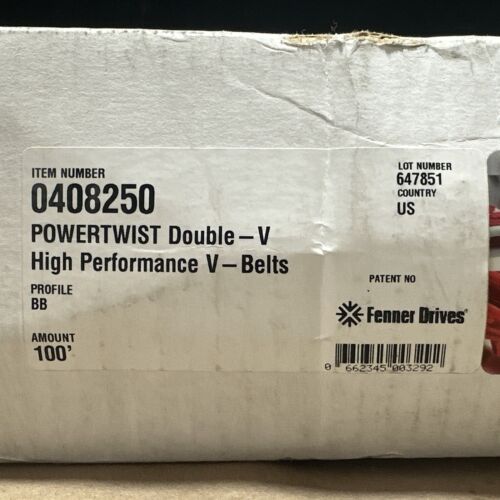 ITEM NUMBER
0408250
POWERTWIST Double-V
High Performance V-Belts
PROFILE
BB
AMOUNT
100'
LOT NUMBER
647851
COUNTRY
US
PATENT NO
Fenner Drives®
0 662345 003292